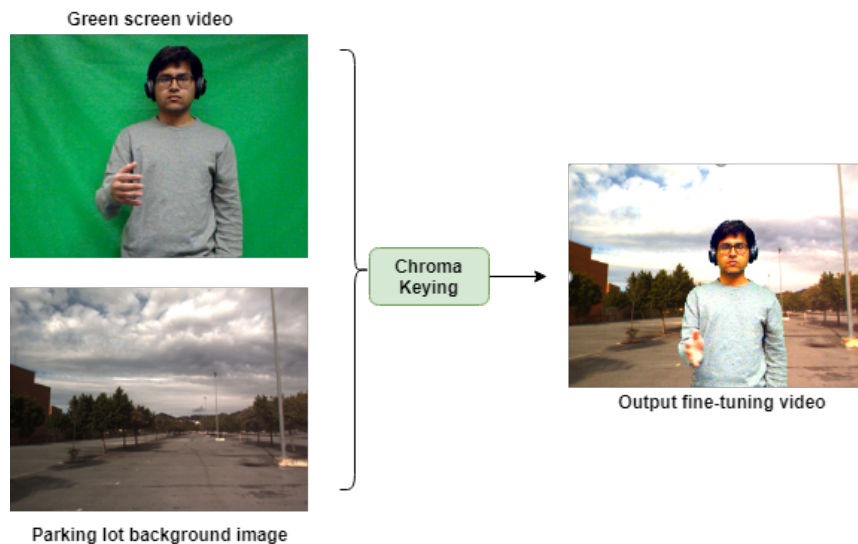 Green screen video
Chroma
Keying
Output fine-tuning video
Parking lot background image